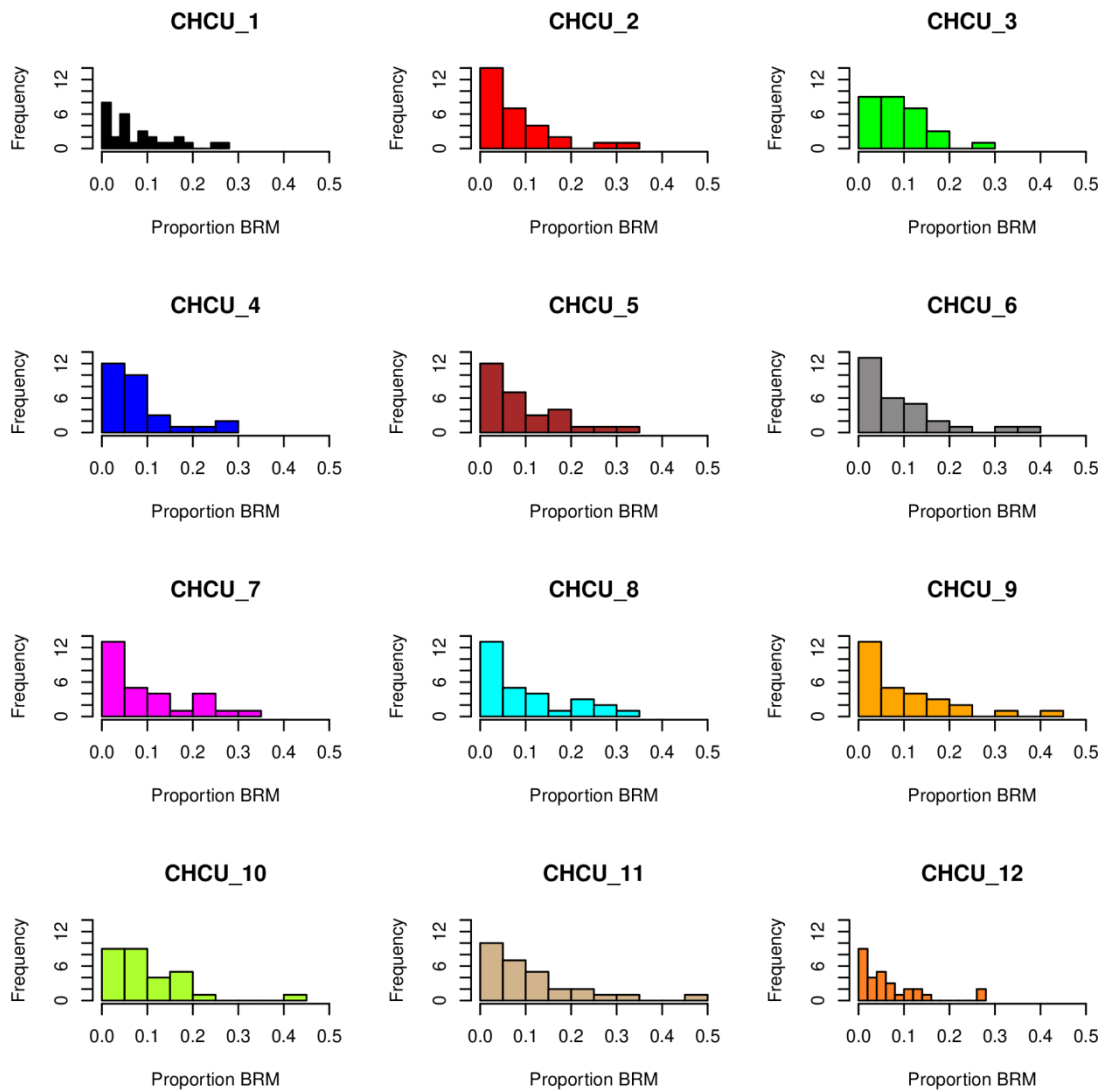 CHCU_1
CHCU_2
CHCU_3
Frequency
0 6 12
0.0 0.1 0.2 0.3 0.4 0.5
Proportion BRM
Frequency
0 6 12
0.0 0.1 0.2 0.3 0.4 0.5
Proportion BRM
Frequency
0 6 12
0.0 0.1 0.2 0.3 0.4 0.5
Proportion BRM
CHCU_4
CHCU_5
CHCU_6
Frequency
0 6 12
0.0 0.1 0.2 0.3 0.4 0.5
Proportion BRM
Frequency
0 6 12
0.0 0.1 0.2 0.3 0.4 0.5
Proportion BRM
Frequency
0 6 12
0.0 0.1 0.2 0.3 0.4 0.5
Proportion BRM
CHCU_7
CHCU_8
CHCU_9
Frequency
0 6 12
0.0 0.1 0.2 0.3 0.4 0.5
Proportion BRM
Frequency
0 6 12
0.0 0.1 0.2 0.3 0.4 0.5
Proportion BRM
Frequency
0 6 12
0.0 0.1 0.2 0.3 0.4 0.5
Proportion BRM
CHCU_10
CHCU_11
CHCU_12
Frequency
0 6 12
0.0 0.1 0.2 0.3 0.4 0.5
Proportion BRM
Frequency
0 6 12
0.0 0.1 0.2 0.3 0.4 0.5
Proportion BRM
Frequency
0 6 12
0.0 0.1 0.2 0.3 0.4 0.5
Proportion BRM